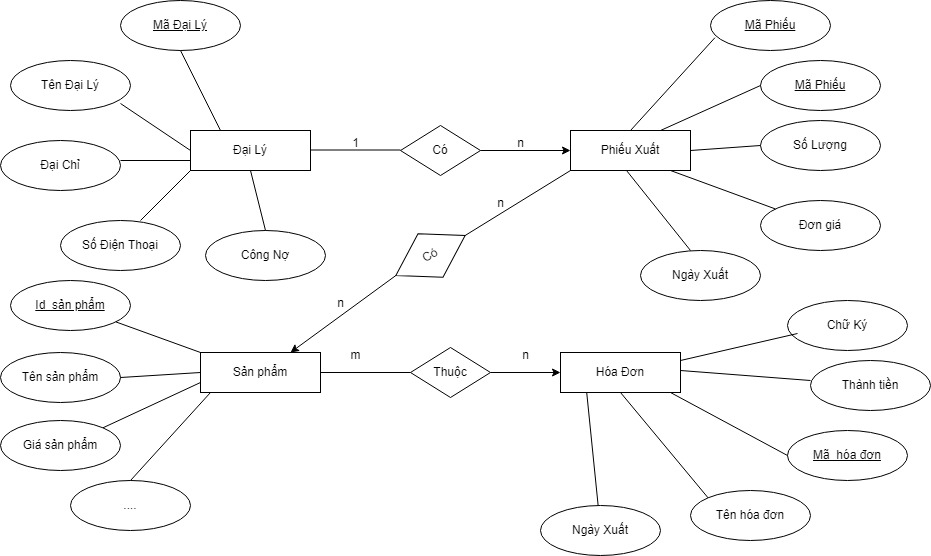 Mã Đại Lý
Mã Phiếu
Tên Đại Lý
Mã Phiếu
Đại Lý
1
Có
n
Phiếu Xuất
Số Lượng
Đại Chỉ
n
Số Điện Thoại
Công Nợ
Có
Đơn giá
Ngày Xuất
Id sản phẩm
n
Chữ Ký
Tên sản phẩm
Sản phẩm
m
Thuộc
n
Hóa Đơn
Thành tiền
Giá sản phẩm
Mã hóa đơn
....
Ngày Xuất
Tên hóa đơn